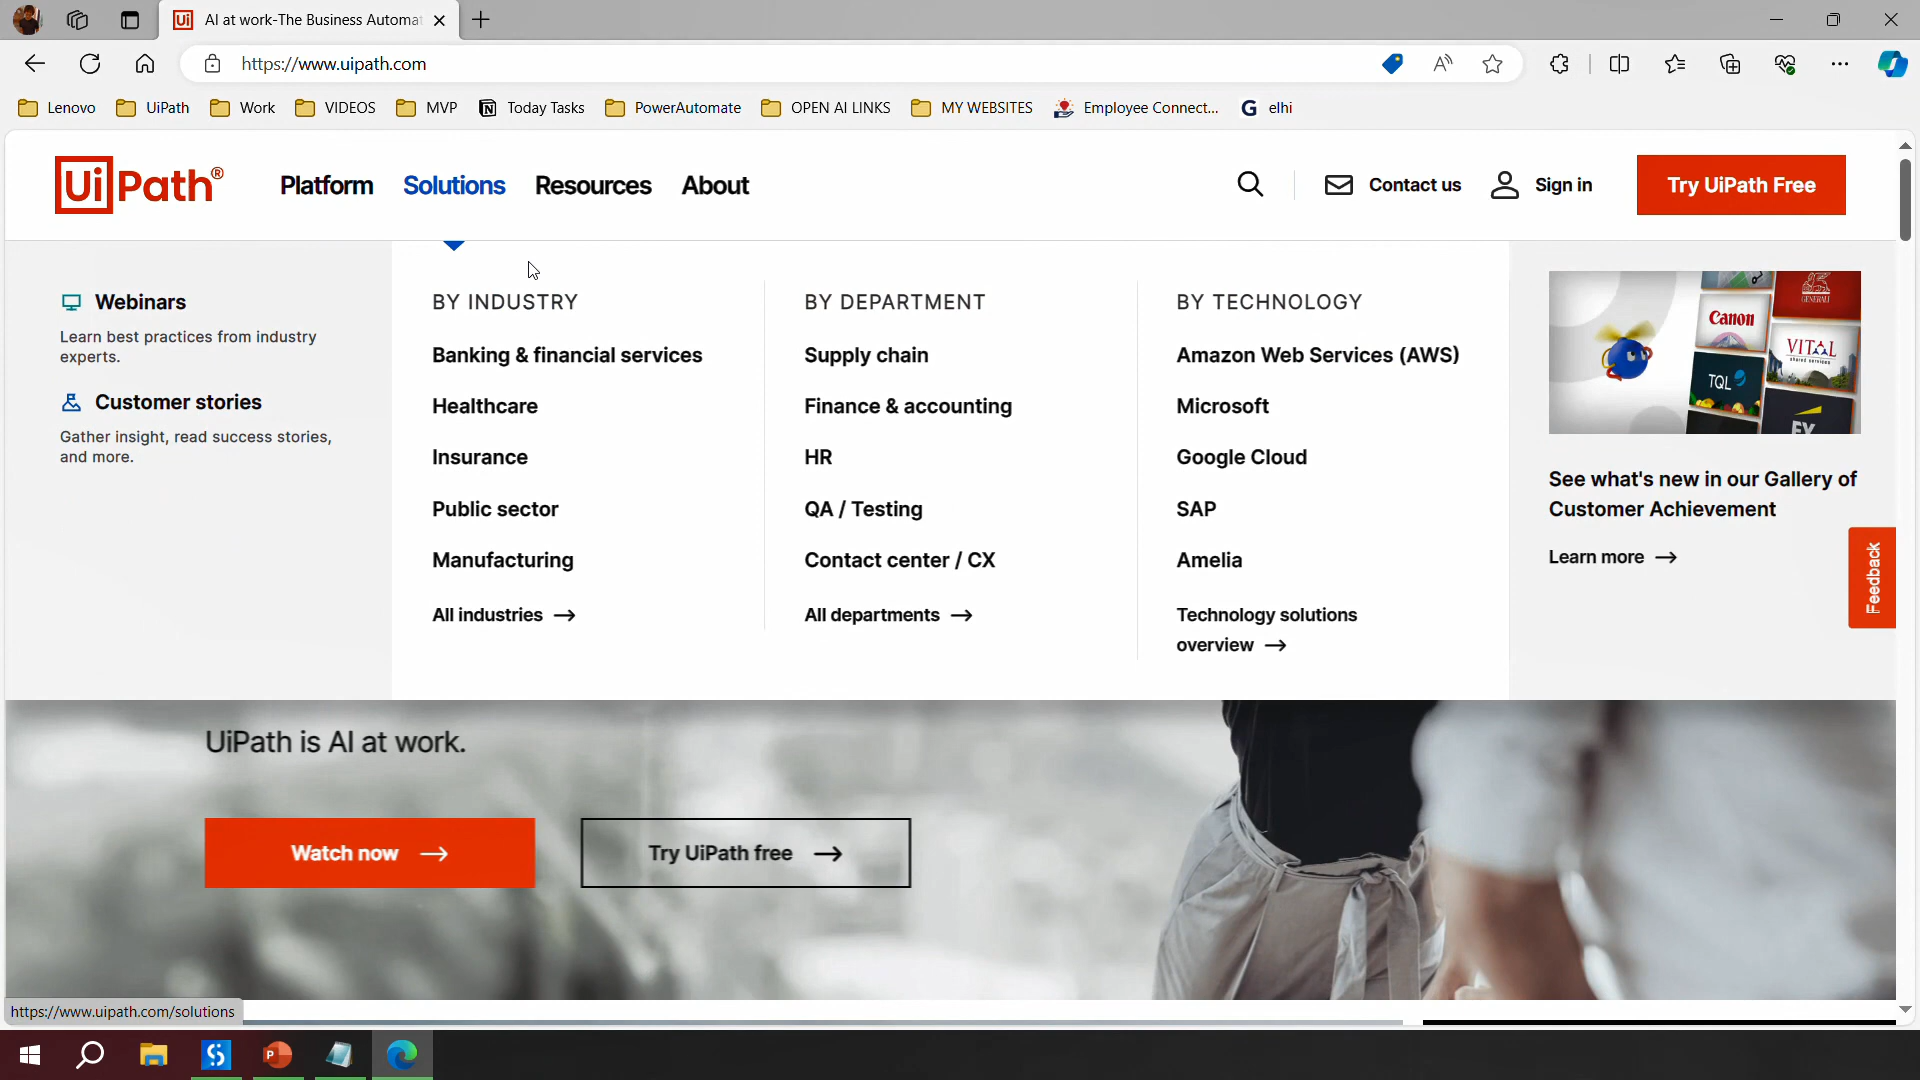 Ui AI at work-The Business Automat
https://www.uipath.com
Lenovo UiPath Work VIDEOS MVP Today Tasks PowerAutomate OPEN AI LINKS MY WEBSITES Employee Connect... G elhi
UiPath® Platform Solutions Resources About Contact us Sign in Try UiPath Free
Webinars
Learn best practices from industry
experts.
Customer stories
Gather insight, read success stories,
and more.
BY INDUSTRY
Banking & financial services
Healthcare
Insurance
Public sector
Manufacturing
All industries →
BY DEPARTMENT
Supply chain
Finance & accounting
HR
QA / Testing
Contact center / CX
All departments →
BY TECHNOLOGY
Amazon Web Services (AWS)
Microsoft
Google Cloud
SAP
Amelia
Technology solutions
overview →
GENERALI
Canon
VITAL
shared services
TQL
EY
See what's new in our Gallery of
Customer Achievement
Learn more →
Feedback
UiPath is AI at work.
Watch now →
Try UiPath free →
https://www.uipath.com/solutions